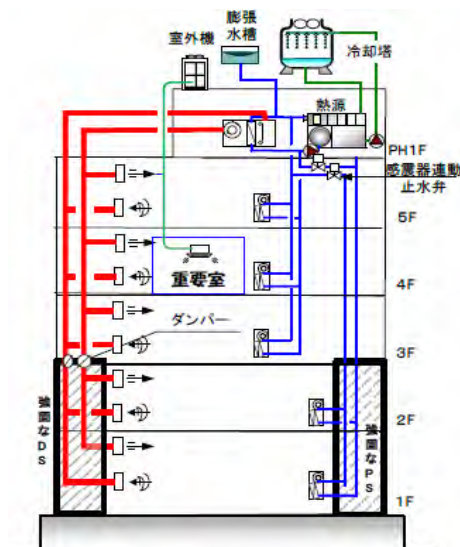 膨張
水槽
室外機
冷却塔
熱源
PH1F
感震器連動
止水弁
5F
重要室
4F
ダンパー
3F
強固なDS
強固なPS
2F
1F